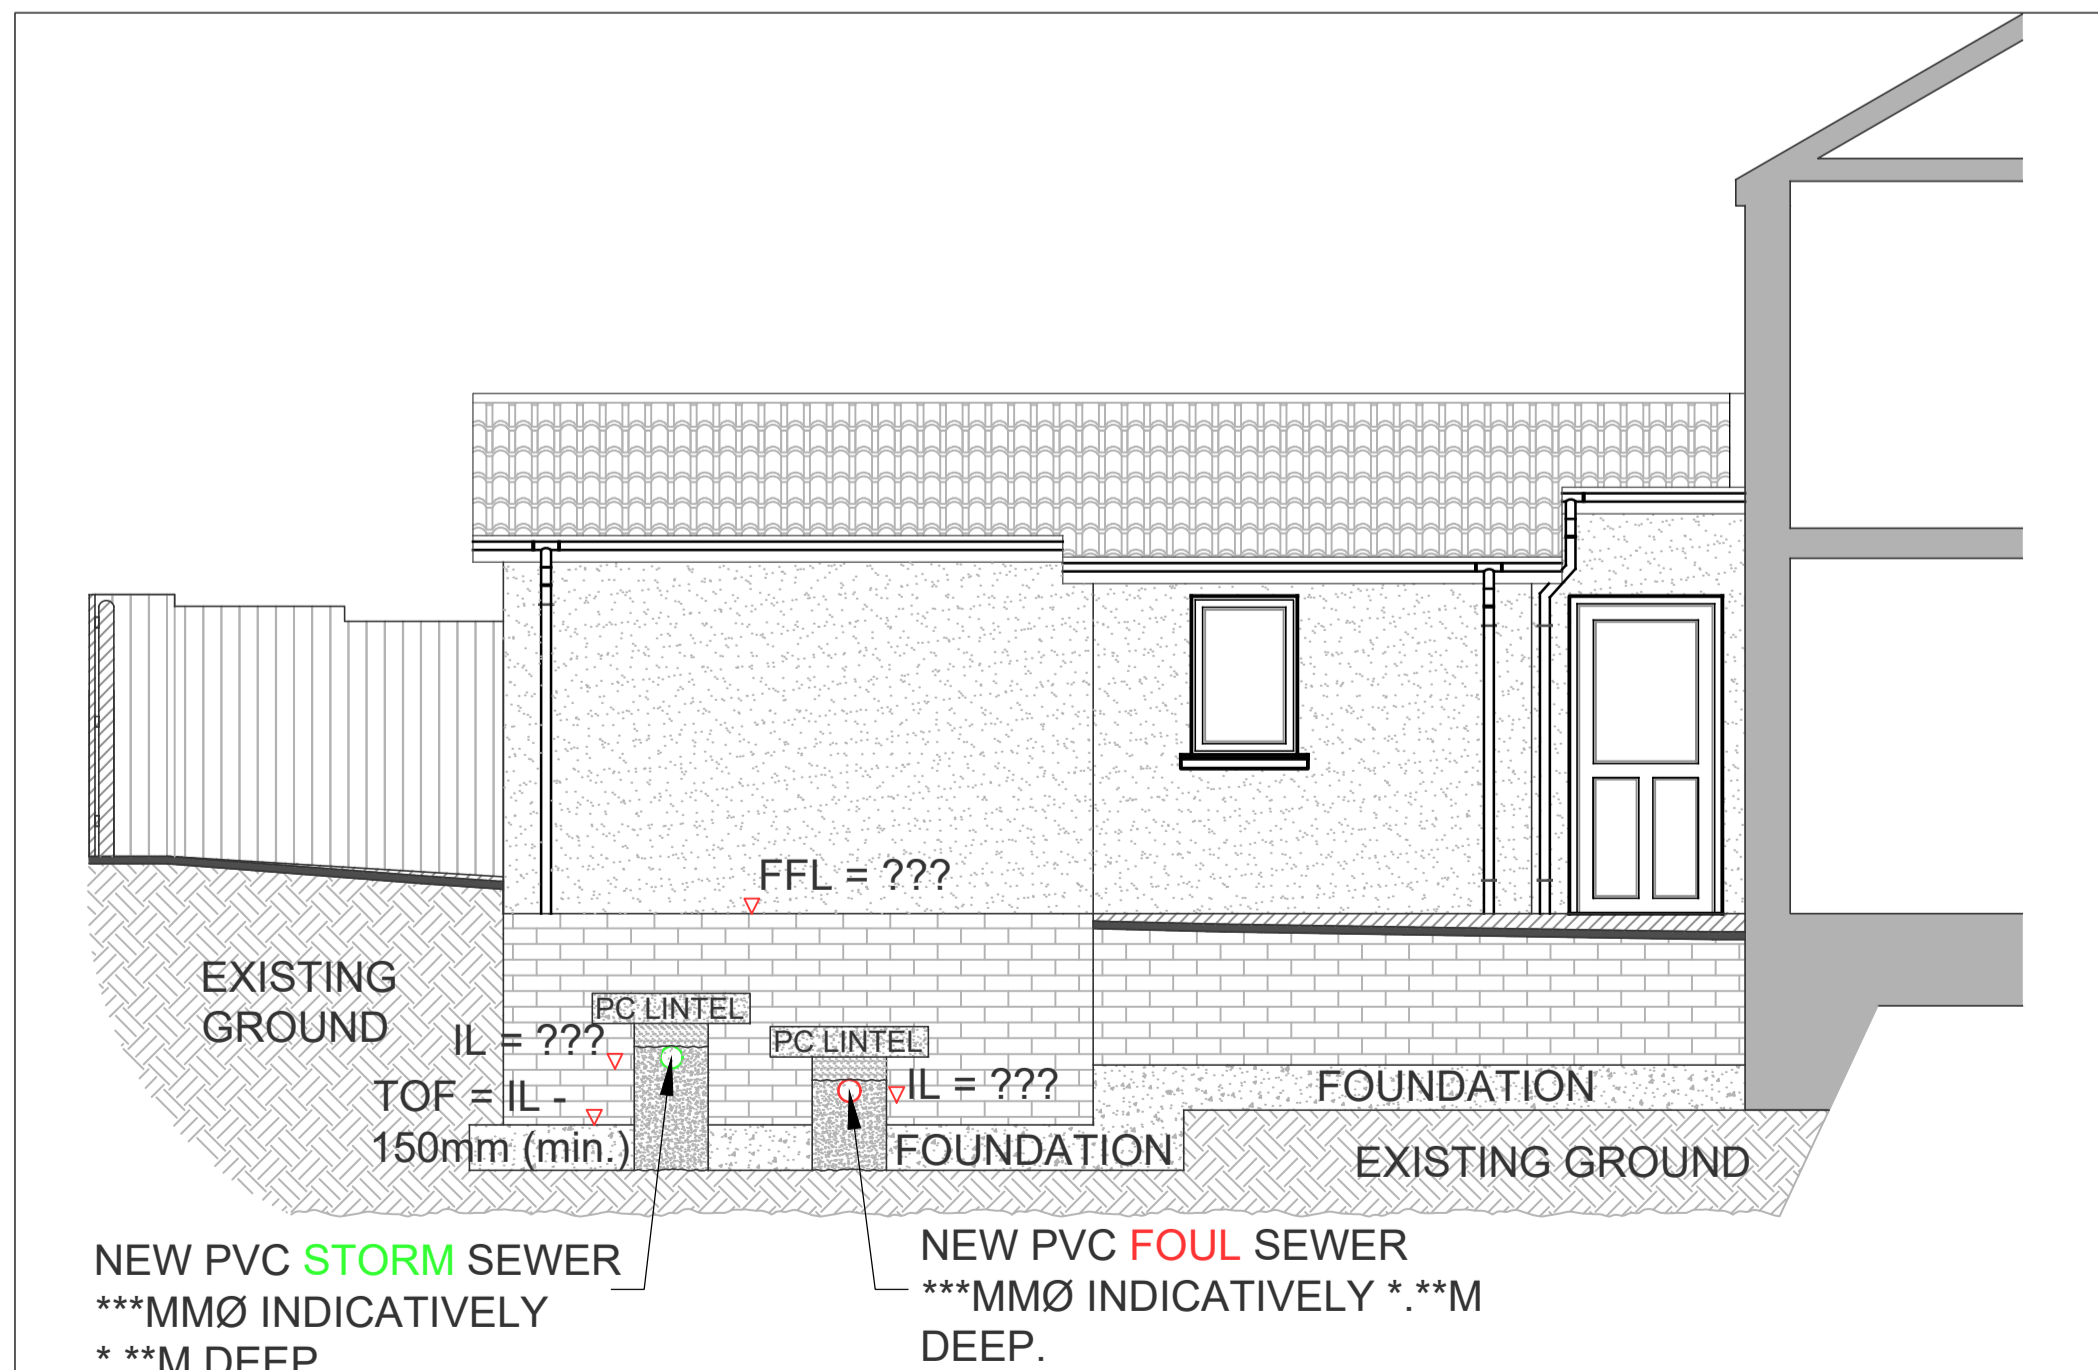 FFL = ???
EXISTING
GROUND
PC LINTEL
IL = ???
PC LINTEL
TOF = IL -
150mm (min.)
IL = ???
FOUNDATION
FOUNDATION
EXISTING GROUND
NEW PVC STORM SEWER
***MMØ INDICATIVELY
*.**M DEEP
NEW PVC FOUL SEWER
***MMØ INDICATIVELY *.**M
DEEP.